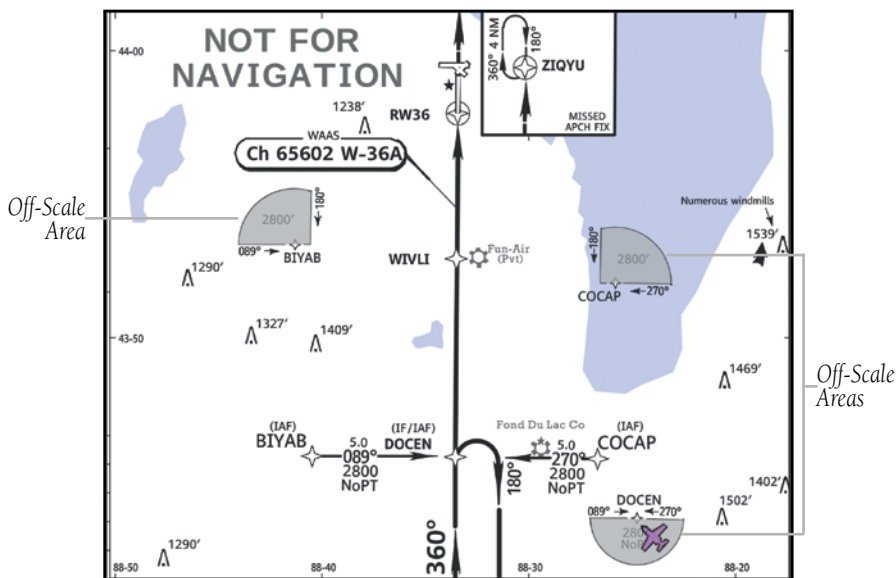 44-00
NOT FOR
NAVIGATION
360° 4 NM
180°
ZIQYU
MISSED
APCH FIX
1238'
RW36
WAAS
Ch 65602 W-36A
Off-Scale
Area
2800'
180°
089°
BIYAB
Numerous windmills
1539'
180°
2800'
COCAP
270°
WIVLI
Fun-Air
(Pvt)
1290'
1327'
1409'
43-50
1469'
Off-Scale
Areas
(IAF)
BIYAB
5.0
089°
2800
NoPT
(IF/IAF)
DOCEN
180°
Fond Du Lac Co
5.0
270°
2800
NoPT
(IAF)
COCAP
1402'
1502'
DOCEN
089°
270°
360°
1290'
88-50
88-40
88-30
88-20